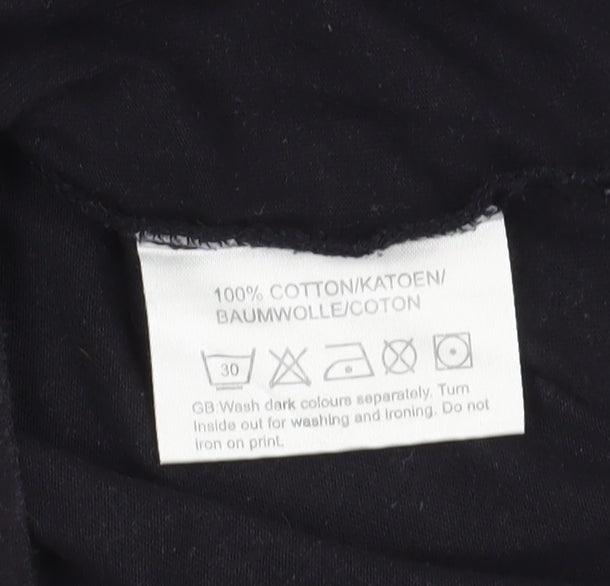 100% COTTON/KATOEN/
BAUMWOLLE/COTON
30
GB Wash dark colours separately. Turn
inside out for washing and ironing. Do not
iron on print.